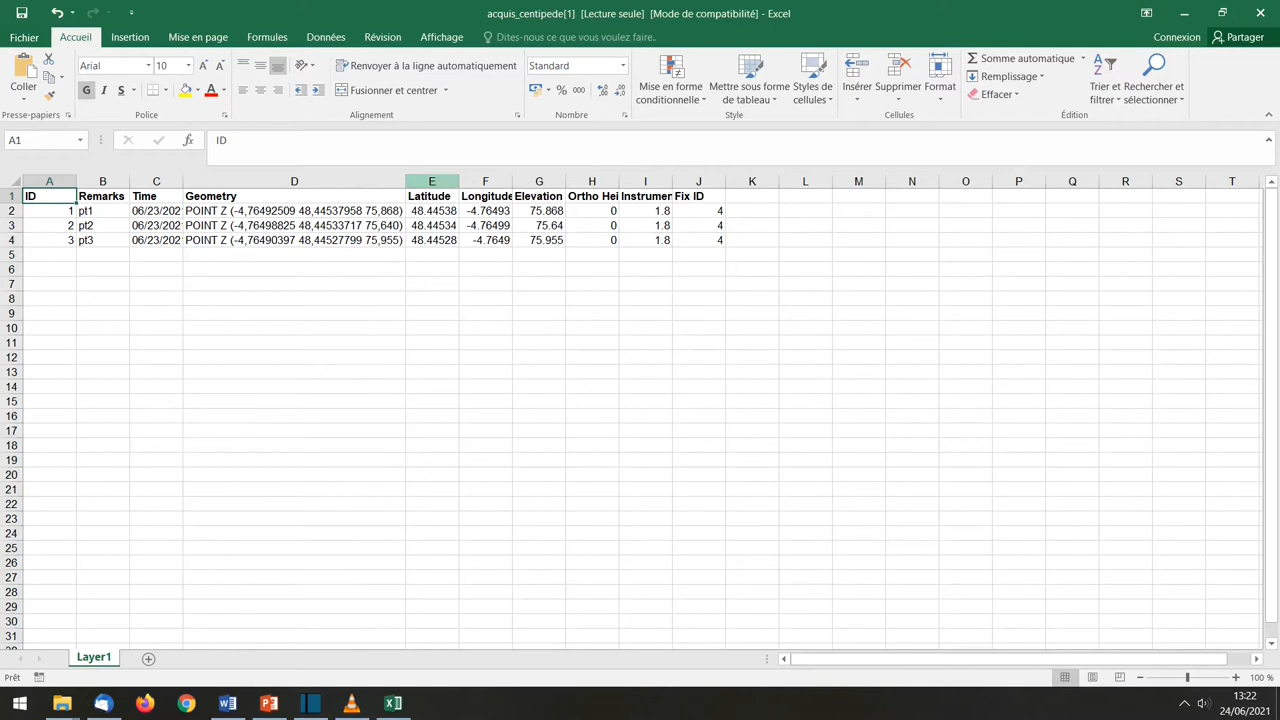 acquis_centipede[1] [Lecture seule] [Mode de compatibilité] - Excel
Fichier Accueil Insertion Mise en page Formules Données Révision Affichage Dites-nous ce que vous voulez faire.. Connexion Partager
Arial 10 Renvoyer à la ligne automatiquement Standard Somme automatique
Coller Mise en forme conditionnelle Mettre sous forme de tableau Styles de cellules Insérer Supprimer Format Remplissage Trier et filtrer Rechercher et sélectionner
G I S Fusionner et centrer % 000 Effacer
Presse-papiers Police Alignement Nombre Style Cellules Édition
A1 fx ID
A B C D E F G H I J K L M N O P Q R S T
1 ID Remarks Time Geometry Latitude Longitude Elevation Ortho Hei Instrumen Fix ID
2 1 pt1 06/23/202 POINT Z (-4,76492509 48,44537958 75,868) 48.44538 -4.76493 75.868 0 1.8 4
3 2 pt2 06/23/202 POINT Z (-4,76498825 48,44533717 75,640) 48.44534 -4.76499 75.64 0 1.8 4
4 3 pt3 06/23/202 POINT Z (-4,76490397 48,44527799 75,955) 48.44528 -4.7649 75.955 0 1.8 4
5
6
7
8
9
10
11
12
13
14
15
16
17
18
19
20
21
22
23
24
25
26
27
28
29
30
31
Layer1
Prêt 100 %
13:22
24/06/2021